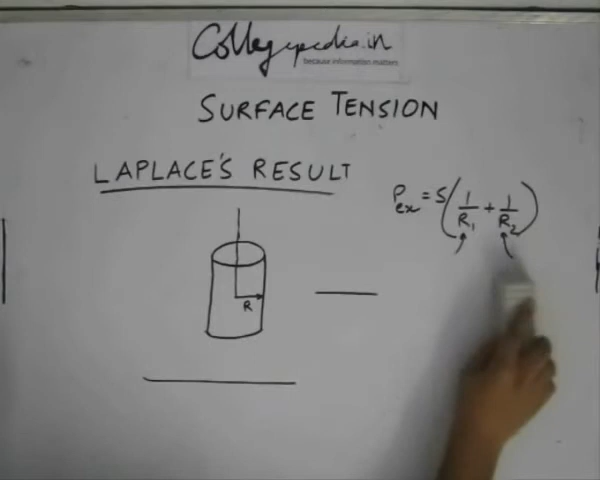 Collegepedia.in
because information matters
SURFACE TENSION
LAPLACE'S RESULT
Pex = S(1/R1 + 1/R2)
R